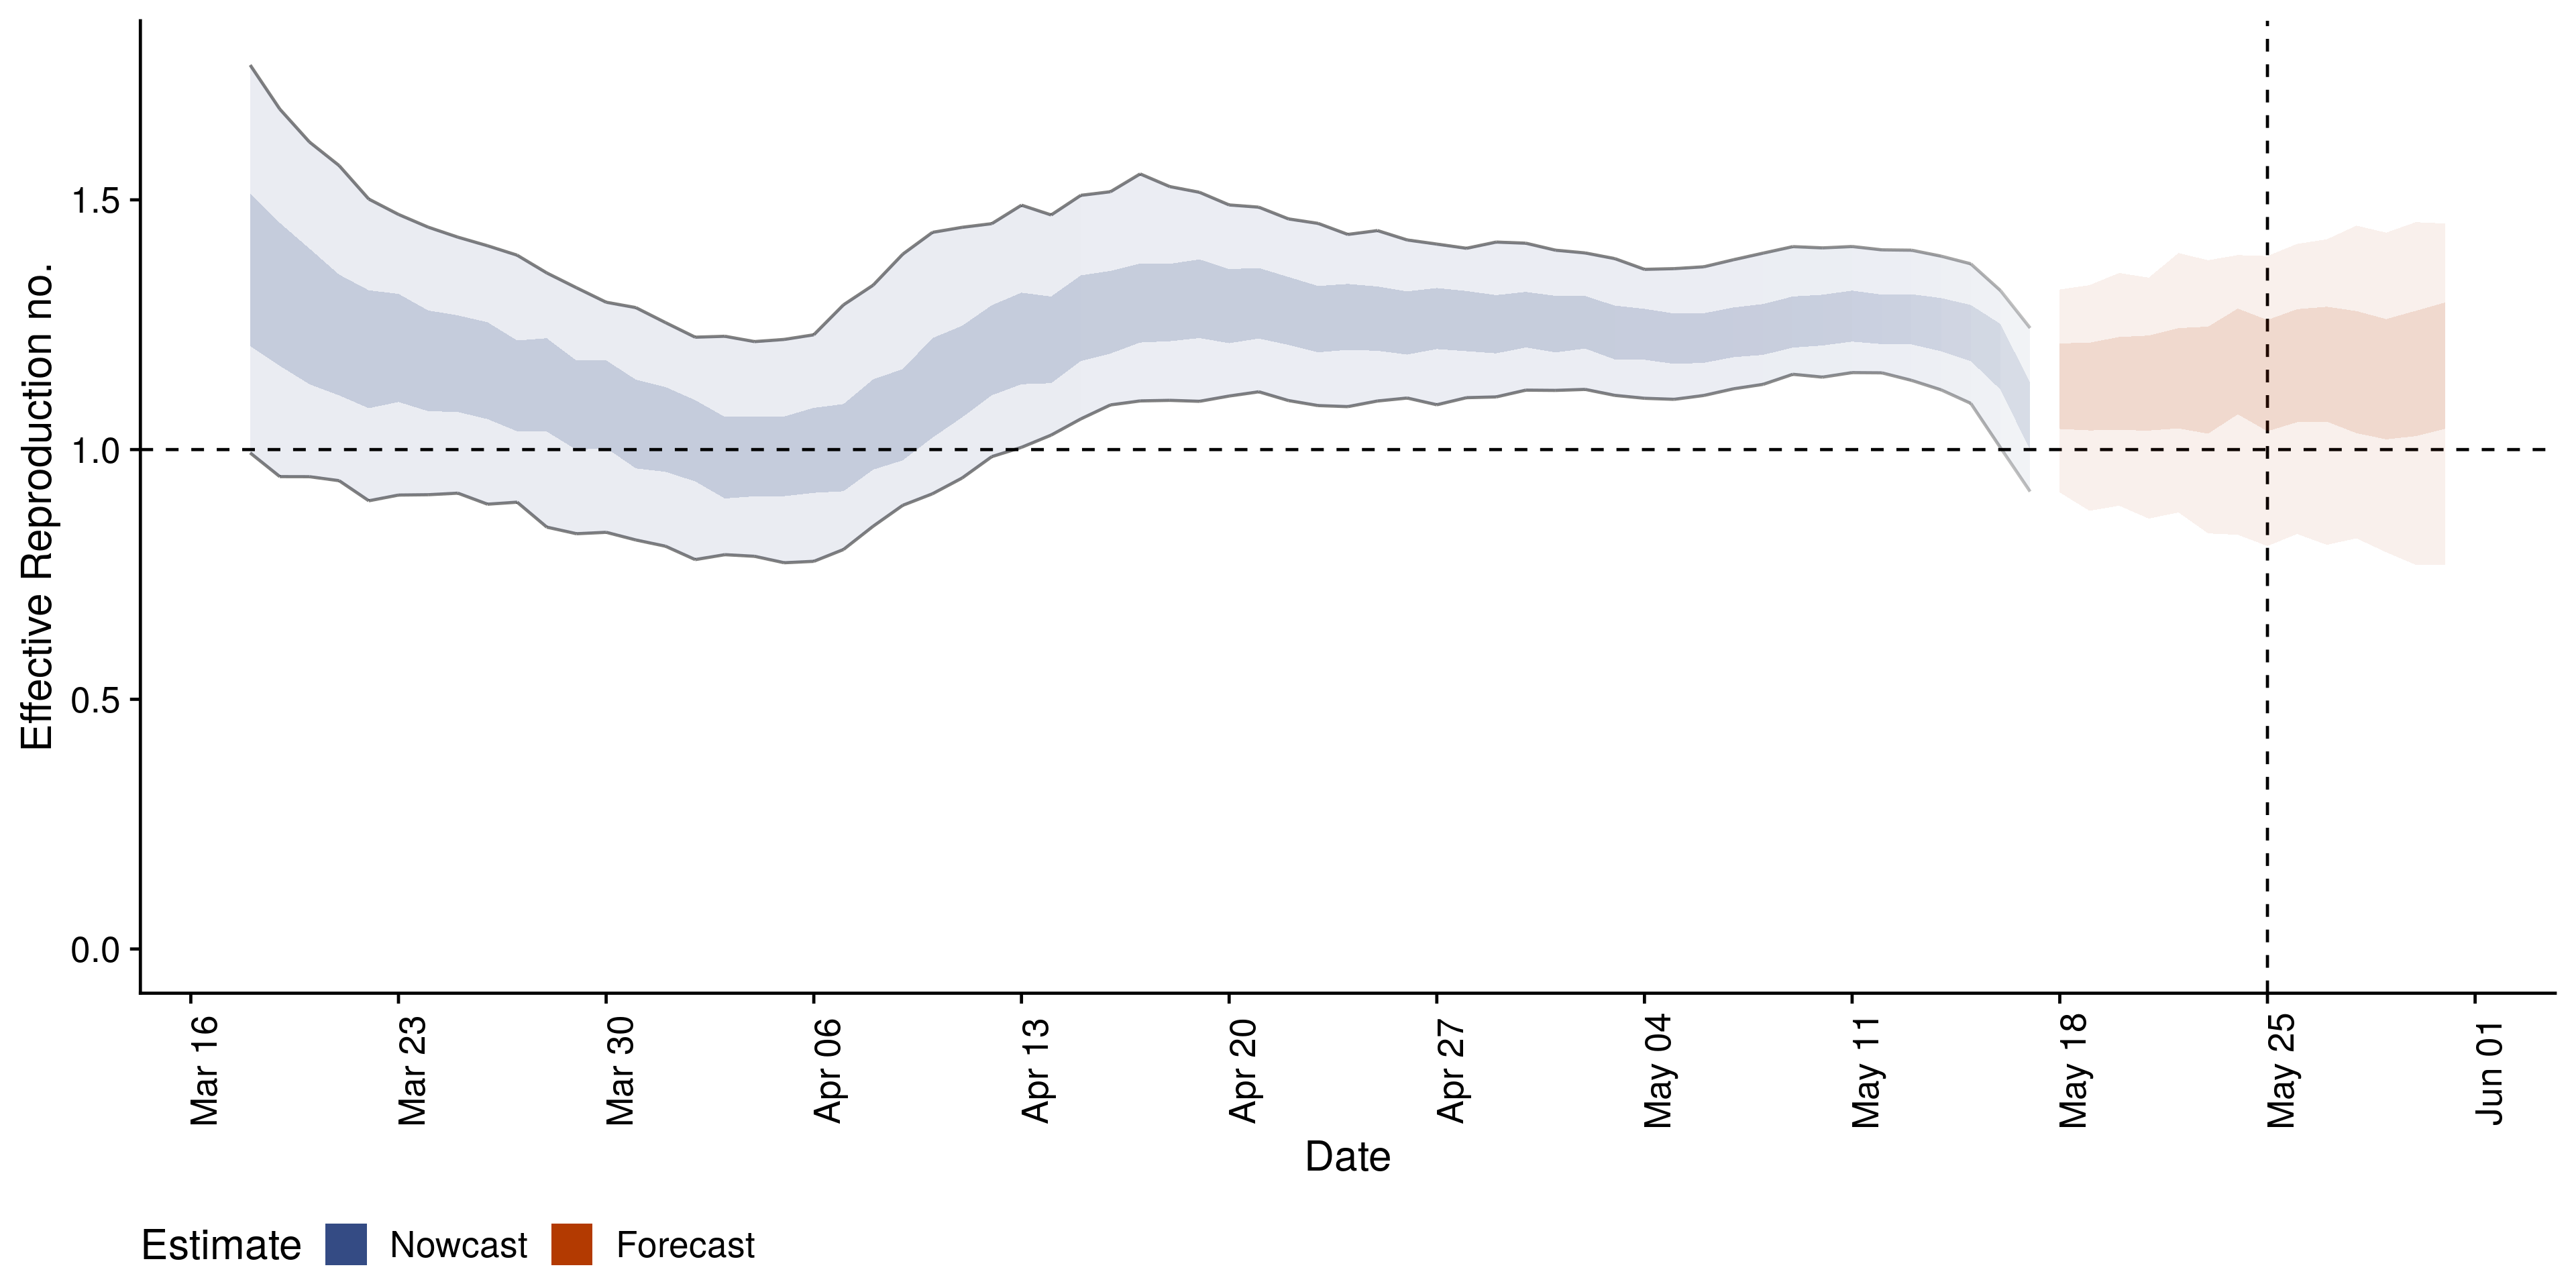 Effective Reproduction no.
1.5
1.0
0.5
0.0
Mar 16
Mar 23
Mar 30
Apr 06
Apr 13
Apr 20
Apr 27
May 04
May 11
May 18
May 25
Jun 01
Date
Estimate Nowcast Forecast